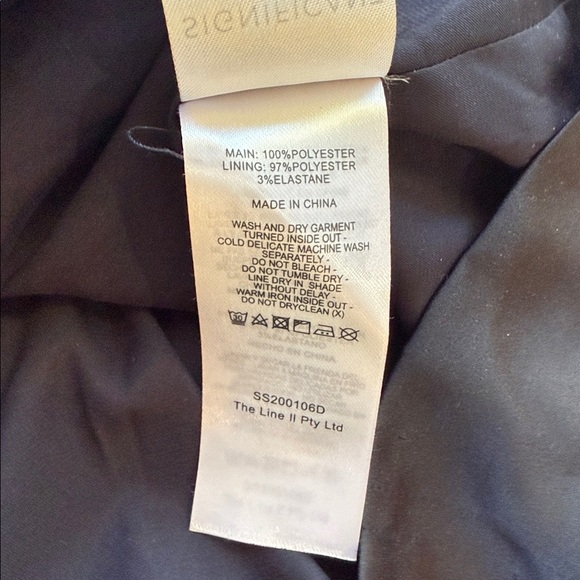 SIGNIFICANT
MAIN: 100%POLYESTER
LINING: 97%POLYESTER
3%ELASTANE
MADE IN CHINA
WASH AND DRY GARMENT
TURNED INSIDE OUT -
COLD DELICATE MACHINE WASH
SEPARATELY -
DO NOT BLEACH -
DO NOT TUMBLE DRY -
LINE DRY IN SHADE
WITHOUT DELAY -
WARM IRON INSIDE OUT -
DO NOT DRYCLEAN (X)
30
SS200106D
The Line II Pty Ltd